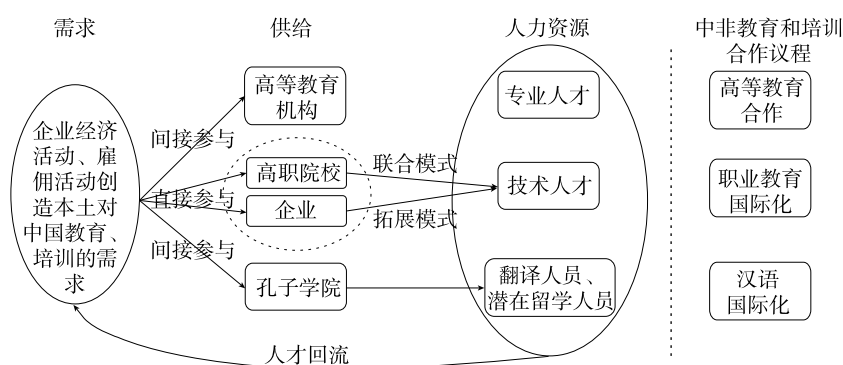 需求
供给
人力资源
中非教育和培训
合作议程
企业经济
活动、雇
佣活动创
造本土对
中国教育、
培训的需
求
间接参与
直接参与
间接参与
高等教育
机构
高职院校
企业
孔子学院
联合模式
拓展模式
专业人才
技术人才
翻译人员、
潜在留学人员
高等教育
合作
职业教育
国际化
汉语
国际化
人才回流